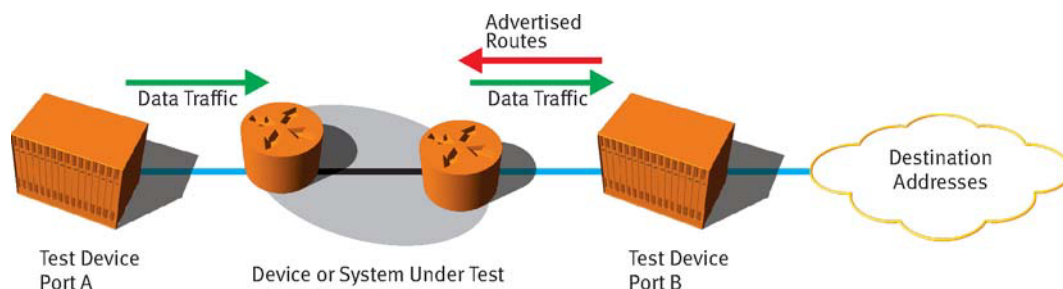 Advertised
Routes
Data Traffic
Data Traffic
Destination
Addresses
Test Device
Port A
Device or System Under Test
Test Device
Port B